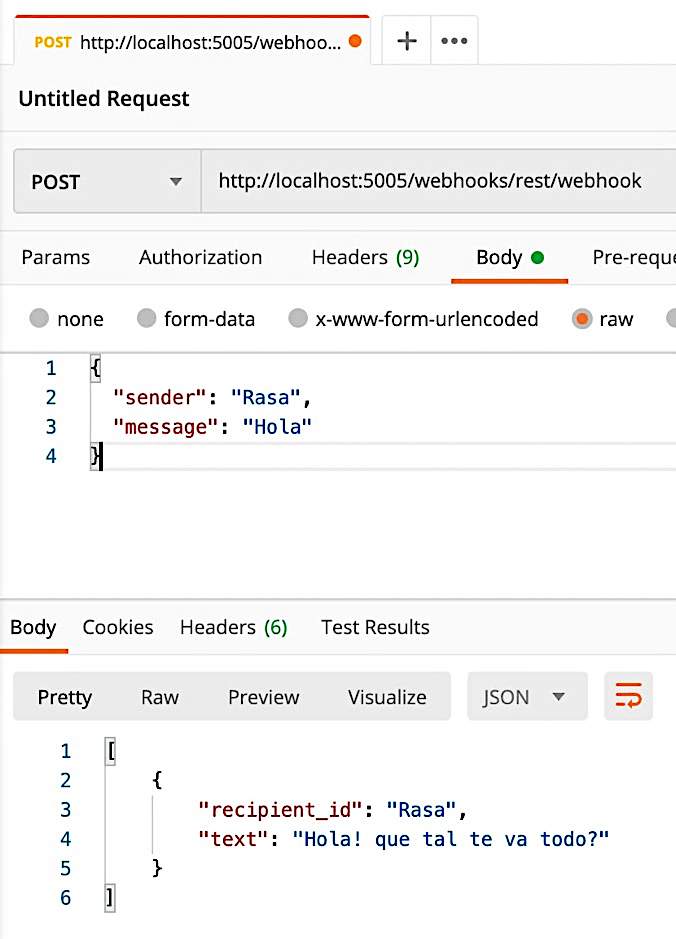 POST http://localhost:5005/webhoo...
Untitled Request
POST http://localhost:5005/webhooks/rest/webhook
Params Authorization Headers (9) Body Pre-reque
none form-data x-www-form-urlencoded raw
1 {
2 "sender": "Rasa",
3 "message": "Hola"
4 }
Body Cookies Headers (6) Test Results
Pretty Raw Preview Visualize JSON
1 [
2 {
3 "recipient_id": "Rasa",
4 "text": "Hola! que tal te va todo?"
5 }
6 ]